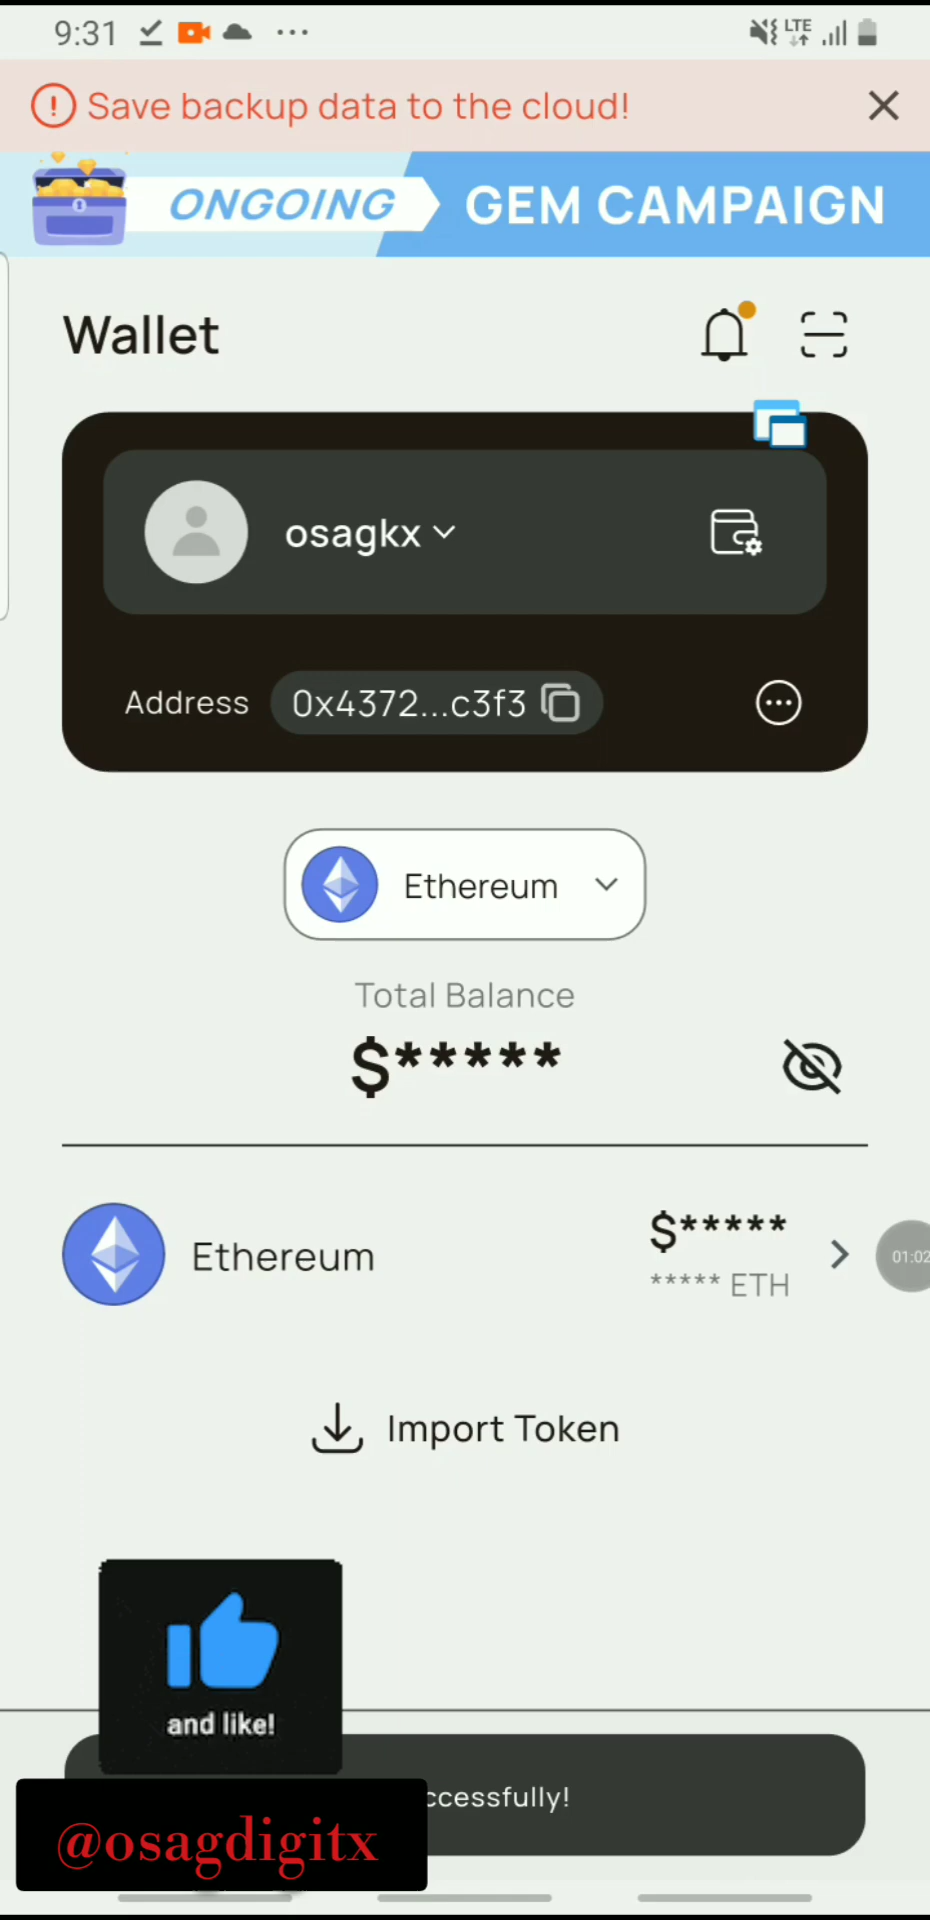 9:31
LTE
Save backup data to the cloud!
ONGOING GEM CAMPAIGN
Wallet
osagkx
Address 0x4372...c3f3
Ethereum
Total Balance
$*****
Ethereum $*****
***** ETH
01:02
Import Token
and like!
ccessfully!
@osagdigitx